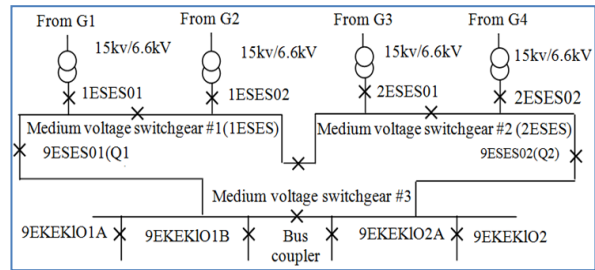 From G1 From G2 From G3 From G4
15kv/6.6kV 15kv/6.6kV 15kv/6.6kV 15kv/6.6kV
1ESES01 1ESES02 2ESES01 2ESES02
Medium voltage switchgear #1(1ESES) Medium voltage switchgear #2 (2ESES)
9ESES01(Q1 9ESES02(Q2)
Medium voltage switchgear #3
9EKEKlO1A 9EKEKlO1B Bus coupler 9EKEKlO2A 9EKEKlO2